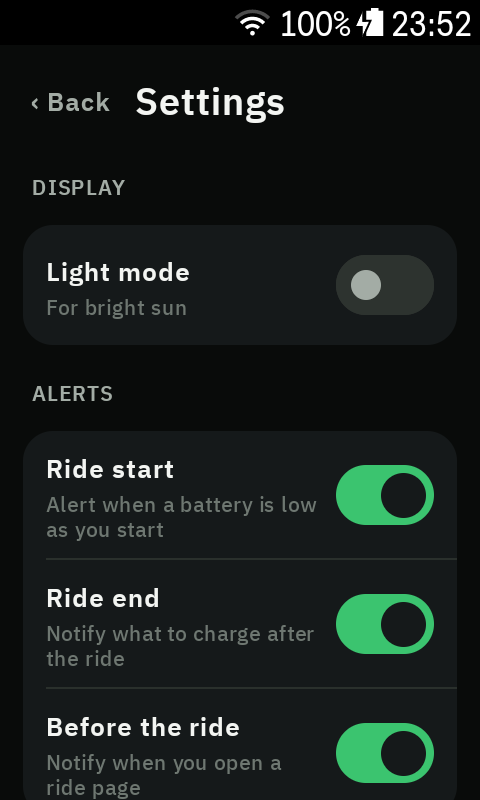 100% 23:52
‹ Back Settings
DISPLAY
Light mode
For bright sun
ALERTS
Ride start
Alert when a battery is low
as you start
Ride end
Notify what to charge after
the ride
Before the ride
Notify when you open a
ride page